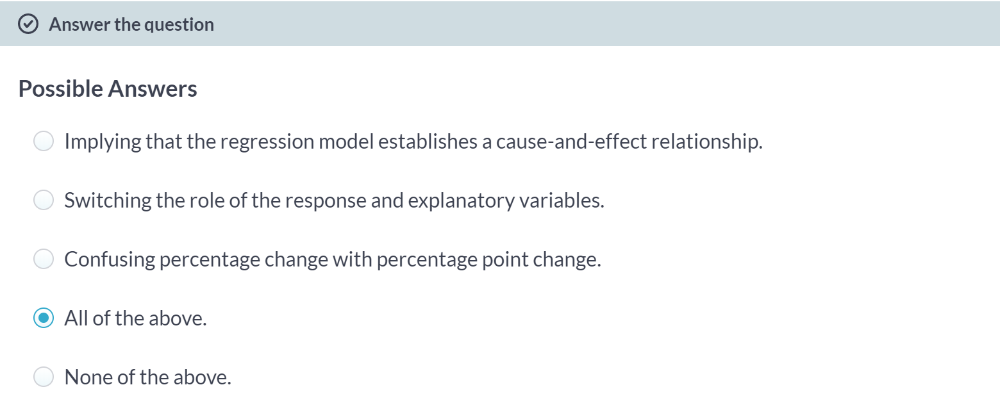 Answer the question
Possible Answers
Implying that the regression model establishes a cause-and-effect relationship.
Switching the role of the response and explanatory variables.
Confusing percentage change with percentage point change.
All of the above.
None of the above.